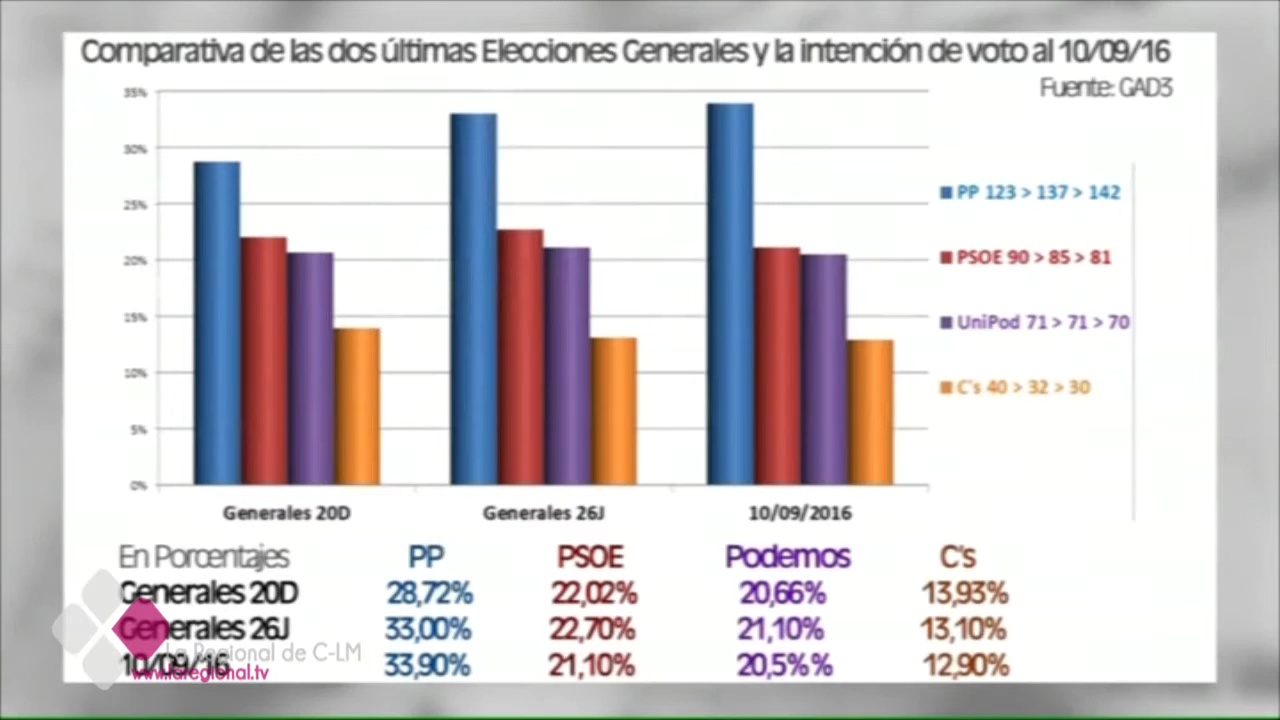 Comparativa de las dos últimas Elecciones Generales y la intención de voto al 10/09/16
Fuente: GAD3
35%
30%
25%
20%
15%
10%
5%
0%
PP 123 > 137 > 142
PSOE 90 > 85 > 81
UniPod 71 > 71 > 70
C's 40 > 32 > 30
Generales 20D Generales 26J 10/09/2016
En Porcentajes PP PSOE Podemos C's
Generales 20D 28,72% 22,02% 20,66% 13,93%
Generales 26J 33,00% 22,70% 21,10% 13,10%
La Regional de C-LM
10/09/16 33,90% 21,10% 20,5%% 12,90%
www.laregional.tv